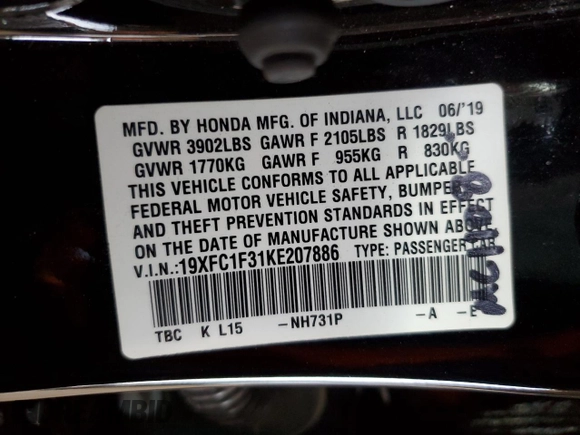 MFD. BY HONDA MFG. OF INDIANA, LLC 06/'19
GVWR 3902LBS GAWR F 2105LBS R 1829LBS
GVWR 1770KG GAWR F 955KG R 830KG
THIS VEHICLE CONFORMS TO ALL APPLICABLE
FEDERAL MOTOR VEHICLE SAFETY, BUMPER,
AND THEFT PREVENTION STANDARDS IN EFFECT
ON THE DATE OF MANUFACTURE SHOWN ABOVE.
V.I.N.:19XFC1F31KE207886 TYPE: PASSENGER CAR
TBC K L15 -NH731P -A -E